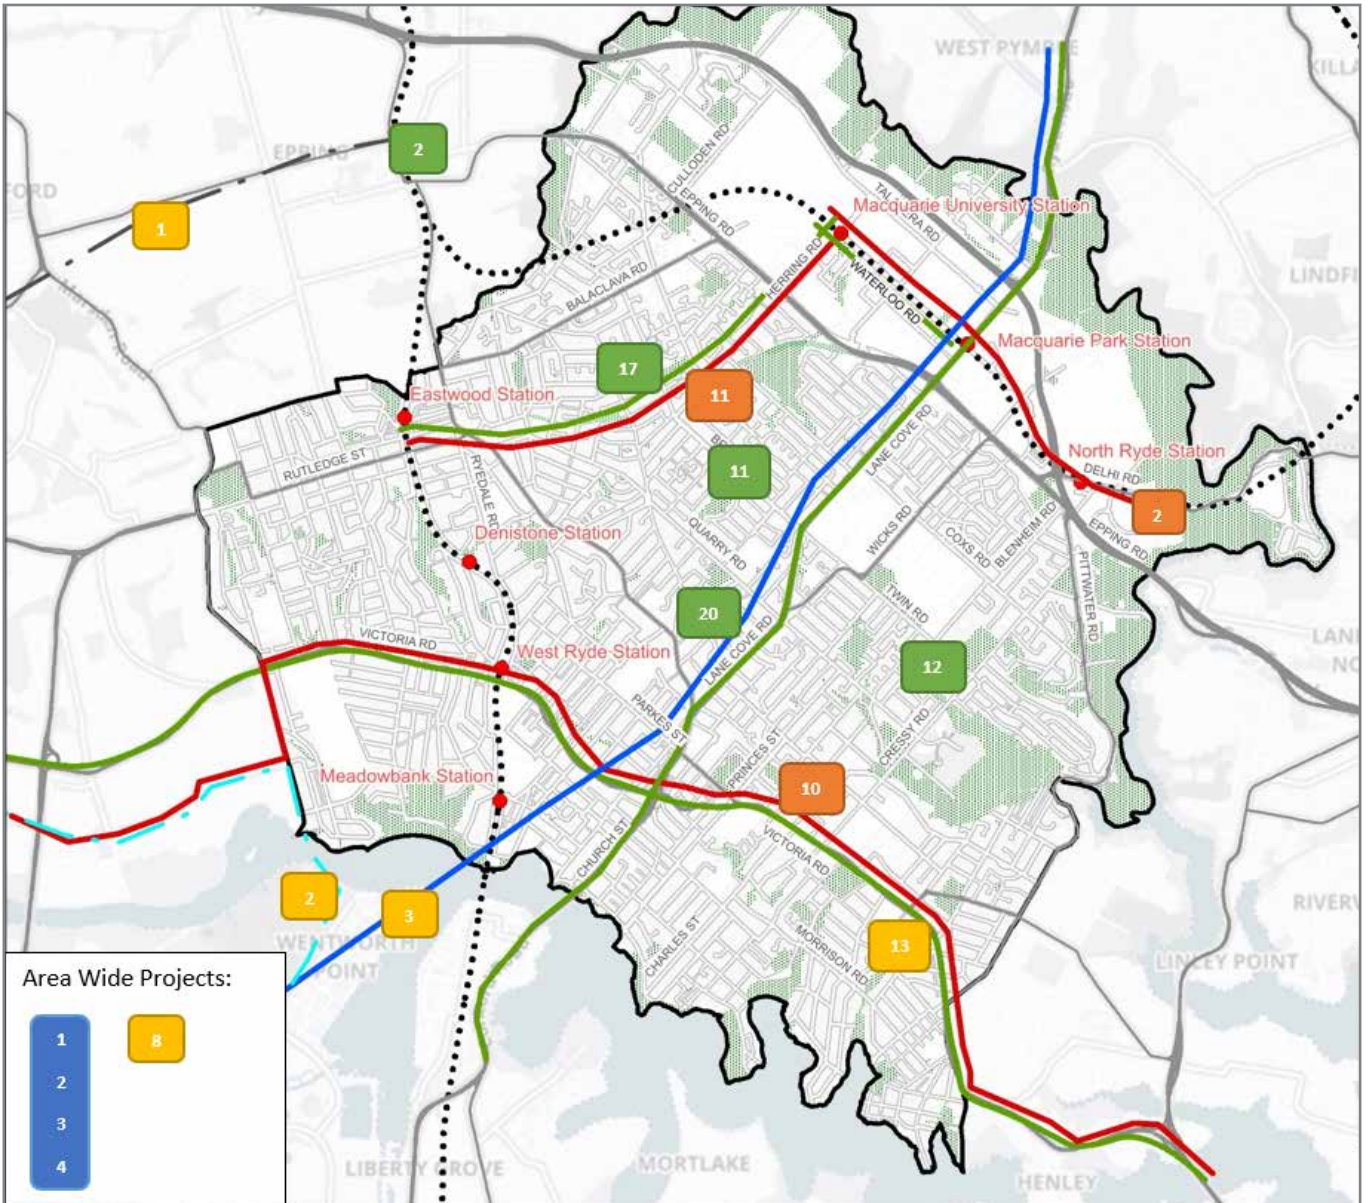 WEST PYMBLE
KILLA
EPPING
2
FORD
1
CULLODEN RD
EPPING RD
TALAVERA RD
Macquarie University Station
LINDFI
BALACLAVA RD
HERRING RD
WATERLOO RD
Macquarie Park Station
17
11
Eastwood Station
LANE COVE RD
RUTLEDGE ST
RYEDALE RD
11
North Ryde Station
DELHI RD
2
EPPING RD
Denistone Station
QUARRY RD
WICKS RD
COXS RD
BLENHEIM RD
PITTWATER RD
TWIN RD
20
LANE COVE RD
VICTORIA RD
West Ryde Station
12
LAN
NO
PARKES ST
PRINCES ST
CRESSY RD
Meadowbank Station
10
CHURCH ST
VICTORIA RD
2
3
RIVERV
WENTWORTH
POINT
CHARLES ST
MORRISON RD
13
LINLEY POINT
Area Wide Projects:
1
8
2
3
4
LIBERTY GROVE
MORTLAKE
HENLEY